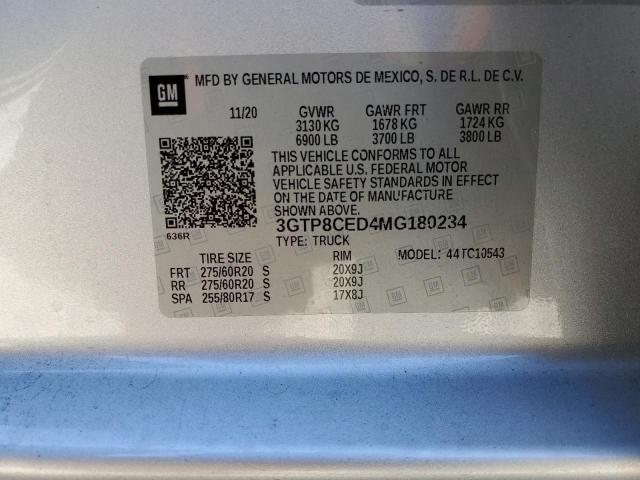 GM
MFD BY GENERAL MOTORS DE MEXICO, S. DE R.L. DE C.V.
11/20 GVWR GAWR FRT GAWR RR
3130 KG 1678 KG 1724 KG
6900 LB 3700 LB 3800 LB
THIS VEHICLE CONFORMS TO ALL
APPLICABLE U.S. FEDERAL MOTOR
VEHICLE SAFETY STANDARDS IN EFFECT
ON THE DATE OF MANUFACTURE
SHOWN ABOVE.
636R
3GTP8CED4MG180234
TYPE: TRUCK MODEL: 44TC10543
TIRE SIZE RIM
FRT 275/60R20 S 20X9J
RR 275/60R20 S 20X9J
SPA 255/80R17 S 17X8J